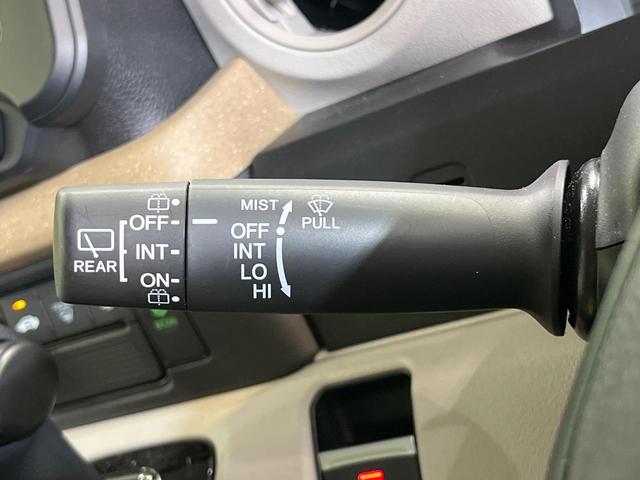 REAR
OFF
INT
ON
MIST
OFF
INT
LO
HI
PULL